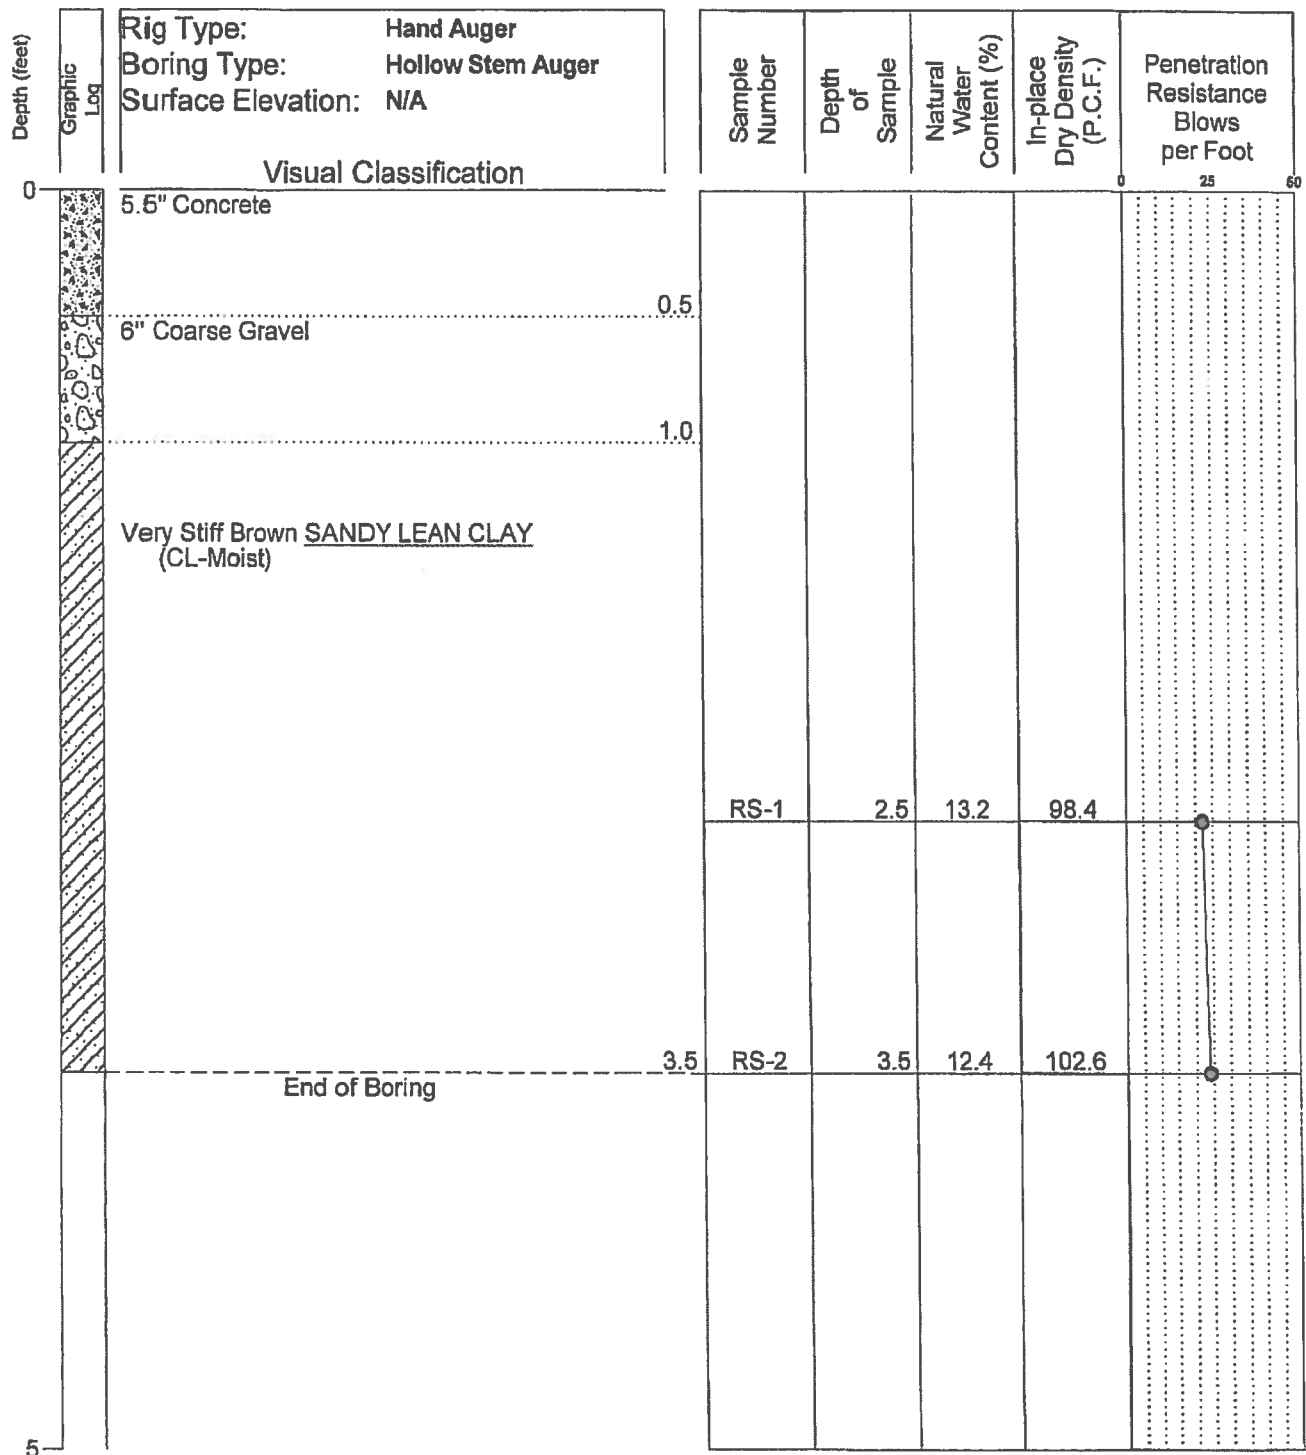 Depth (feet)
Graphic
Log
Rig Type: Hand Auger
Boring Type: Hollow Stem Auger
Surface Elevation: N/A
Visual Classification
Sample
Number
Depth
of
Sample
Natural
Water
Content (%)
In-place
Dry Density
(P.C.F.)
Penetration
Resistance
Blows
per Foot
0 25 50
0
5.5" Concrete
0.5
6" Coarse Gravel
1.0
Very Stiff Brown SANDY LEAN CLAY
(CL-Moist)
RS-1 2.5 13.2 98.4
3.5 RS-2 3.5 12.4 102.6
End of Boring
5